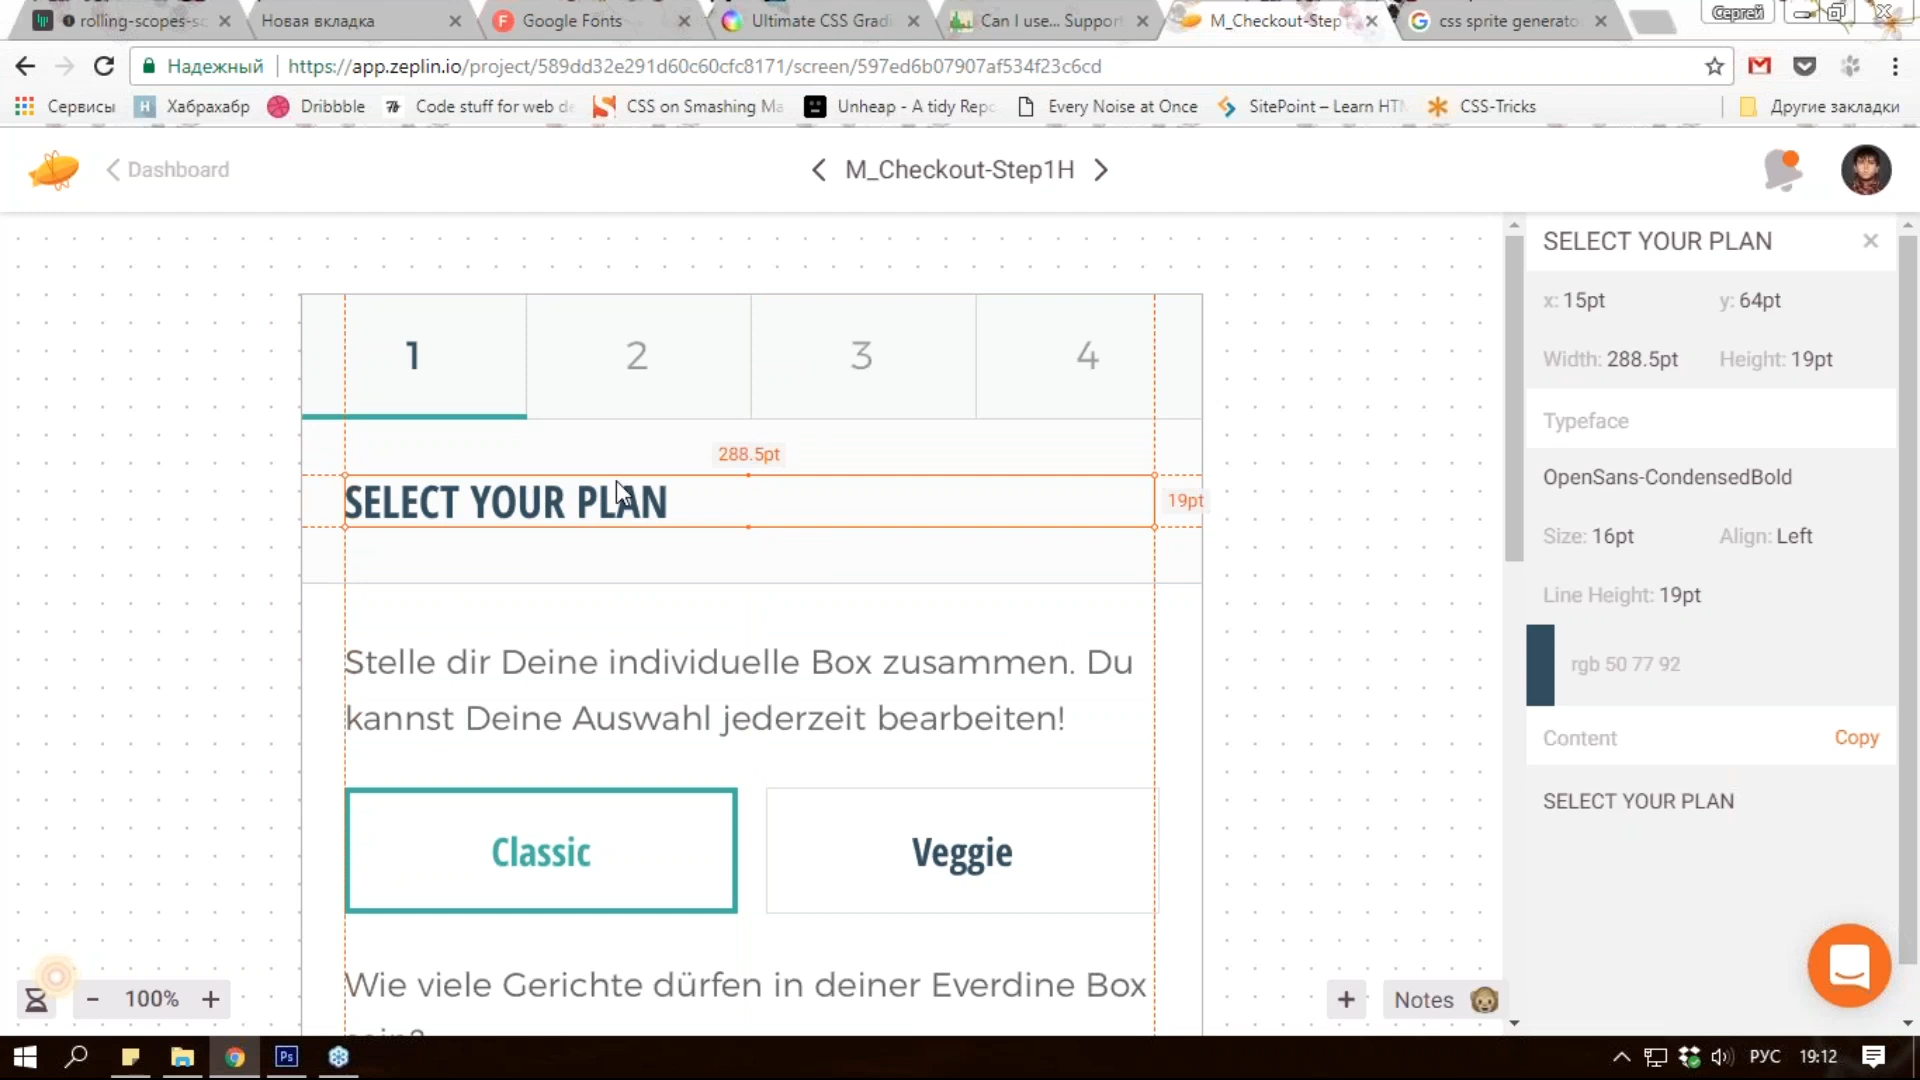 rolling-scopes-sc
Новая вкладка
Google Fonts
Ultimate CSS Gradi
Can I use... Support
M_Checkout-Step
css sprite generato
Сергей
Надежный
https://app.zeplin.io/project/589dd32e291d60c60cfc8171/screen/597ed6b07907af534f23c6cd
Сервисы
Хабрахабр
Dribbble
Code stuff for web de
CSS on Smashing Ma
Unheap - A tidy Repo
Every Noise at Once
SitePoint – Learn HTM
CSS-Tricks
Другие закладки
Dashboard
M_Checkout-Step1H
1
2
3
4
288.5pt
SELECT YOUR PLAN
19pt
Stelle dir Deine individuelle Box zusammen. Du
kannst Deine Auswahl jederzeit bearbeiten!
Classic
Veggie
Wie viele Gerichte dürfen in deiner Everdine Box
SELECT YOUR PLAN
x: 15pt
y: 64pt
Width: 288.5pt
Height: 19pt
Typeface
OpenSans-CondensedBold
Size: 16pt
Align: Left
Line Height: 19pt
rgb 50 77 92
Content
Copy
SELECT YOUR PLAN
100%
Notes
Ps
РУС
19:12